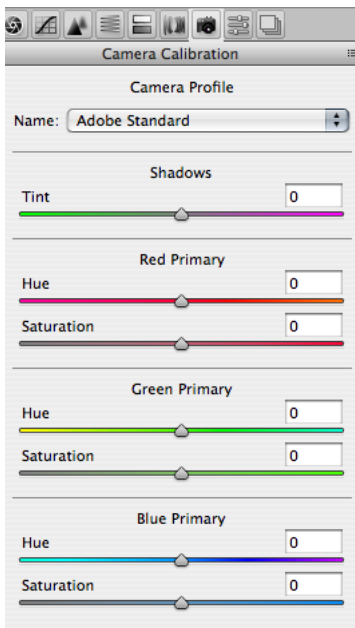 Camera Calibration
Camera Profile
Name: Adobe Standard
Shadows
Tint 0
Red Primary
Hue 0
Saturation 0
Green Primary
Hue 0
Saturation 0
Blue Primary
Hue 0
Saturation 0